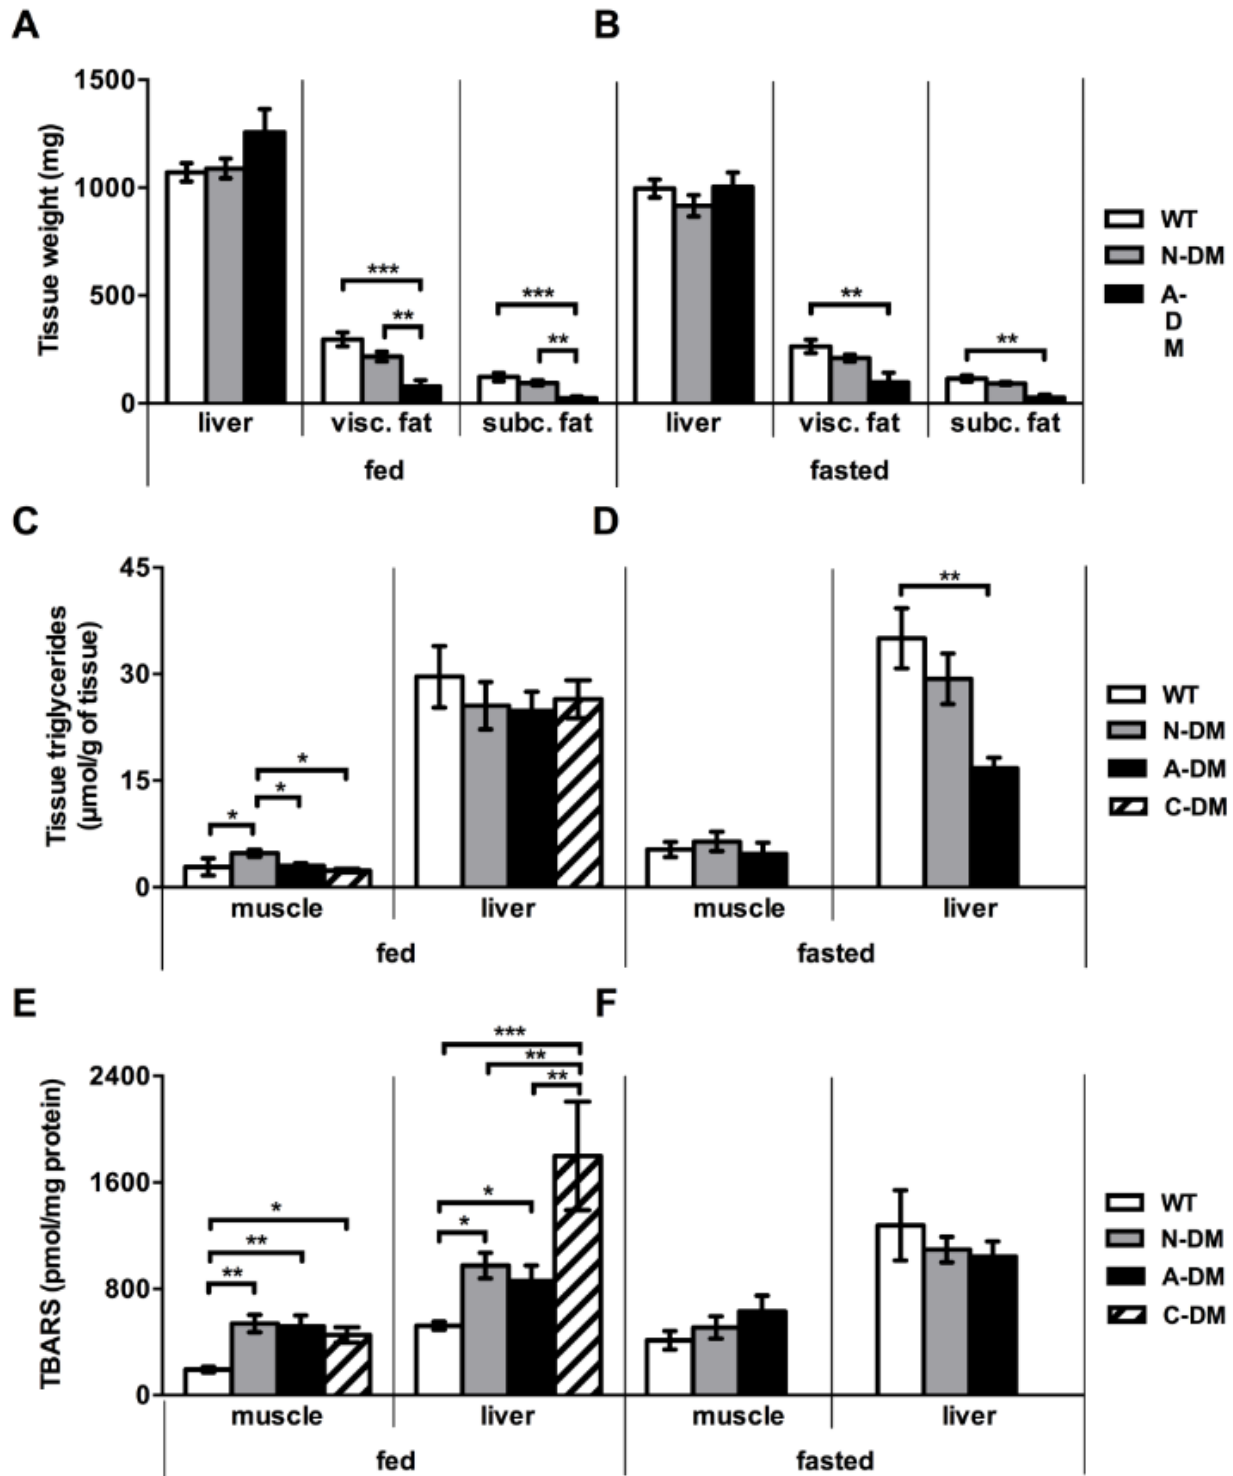 A
B
1500
1000
500
0
Tissue weight (mg)
***
**
***
**
**
**
liver
visc. fat
subc. fat
liver
visc. fat
subc. fat
fed
fasted
WT
N-DM
A-
D
M
C
D
45
30
15
0
Tissue triglycerides
(µmol/g of tissue)
*
*
*
**
muscle
liver
muscle
liver
fed
fasted
WT
N-DM
A-DM
C-DM
E
F
2400
1600
800
0
TBARS (pmol/mg protein)
***
**
**
*
*
*
**
**
muscle
liver
muscle
liver
fed
fasted
WT
N-DM
A-DM
C-DM